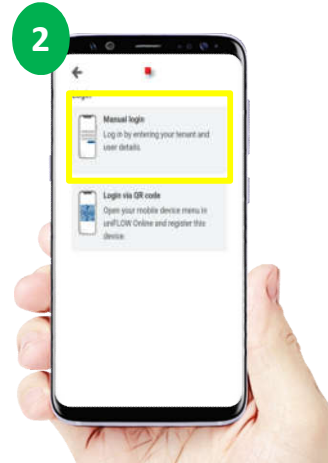 2
Login
Manual login
Log in by entering your tenant and
user details.
Login via QR code
Open your mobile device menu in
uniFLOW Online and register this
device.